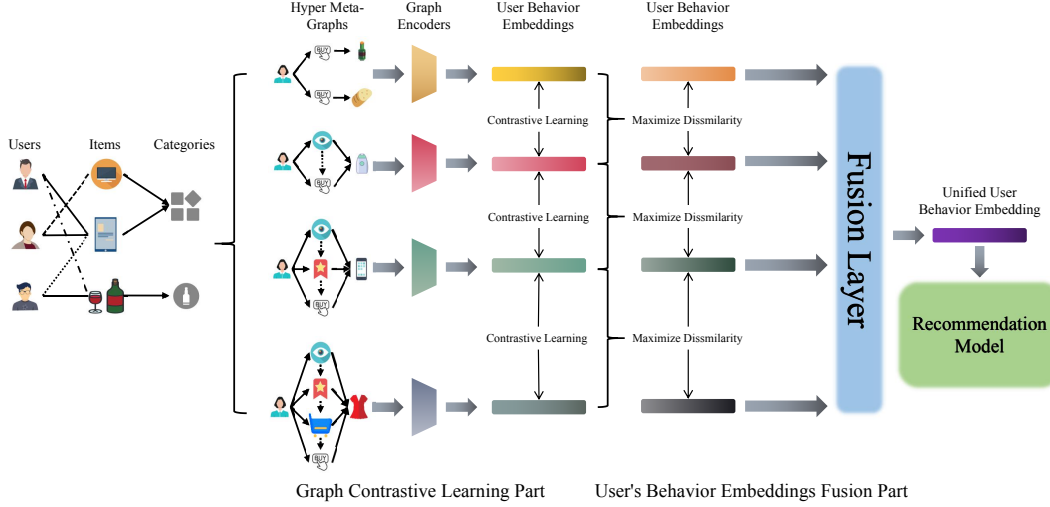 Hyper Meta-
Graphs
Graph
Encoders
User Behavior
Embeddings
User Behavior
Embeddings
Users
Items
Categories
BUY
BUY
BUY
BUY
BUY
Contrastive Learning
Contrastive Learning
Contrastive Learning
Maximize Dissmilarity
Maximize Dissmilarity
Maximize Dissmilarity
Fusion Layer
Unified User
Behavior Embedding
Recommendation
Model
Graph Contrastive Learning Part
User's Behavior Embeddings Fusion Part